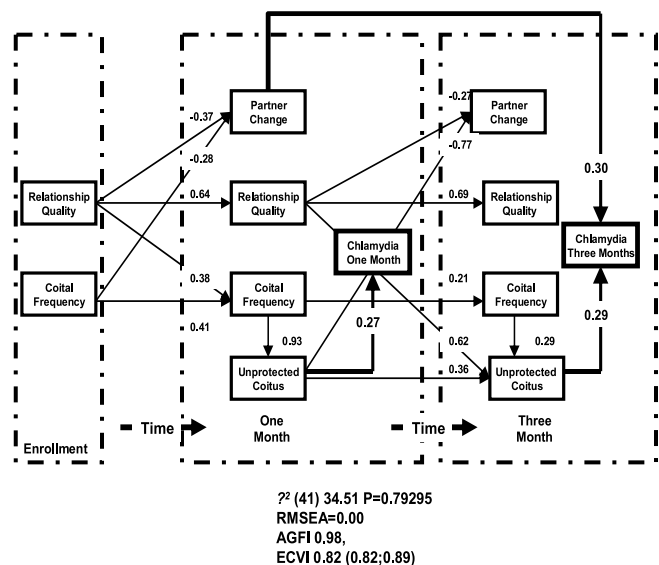 Partner
Change
-0.37
-0.28
Relationship
Quality
0.64
Relationship
Quality
Coital
Frequency
0.38
0.41
Coital
Frequency
0.93
Unprotected
Coitus
Chlamydia
One Month
0.27
-0.27
-0.77
Partner
Change
0.69
Relationship
Quality
0.30
Chlamydia
Three Months
0.21
Coital
Frequency
0.29
0.62
0.36
0.29
Unprotected
Coitus
Enrollment
Time
One
Month
Time
Three
Month
?² (41) 34.51 P=0.79295
RMSEA=0.00
AGFI 0.98,
ECVI 0.82 (0.82;0.89)